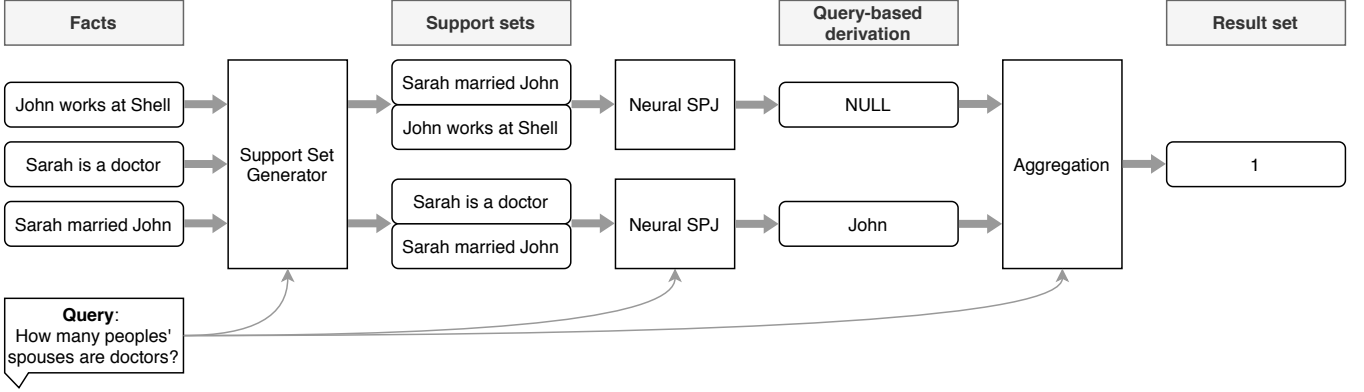 Facts
Support sets
Query-based
derivation
Result set
John works at Shell
Sarah is a doctor
Sarah married John
Support Set
Generator
Sarah married John
John works at Shell
Sarah is a doctor
Sarah married John
Neural SPJ
Neural SPJ
NULL
John
Aggregation
1
Query:
How many peoples'
spouses are doctors?